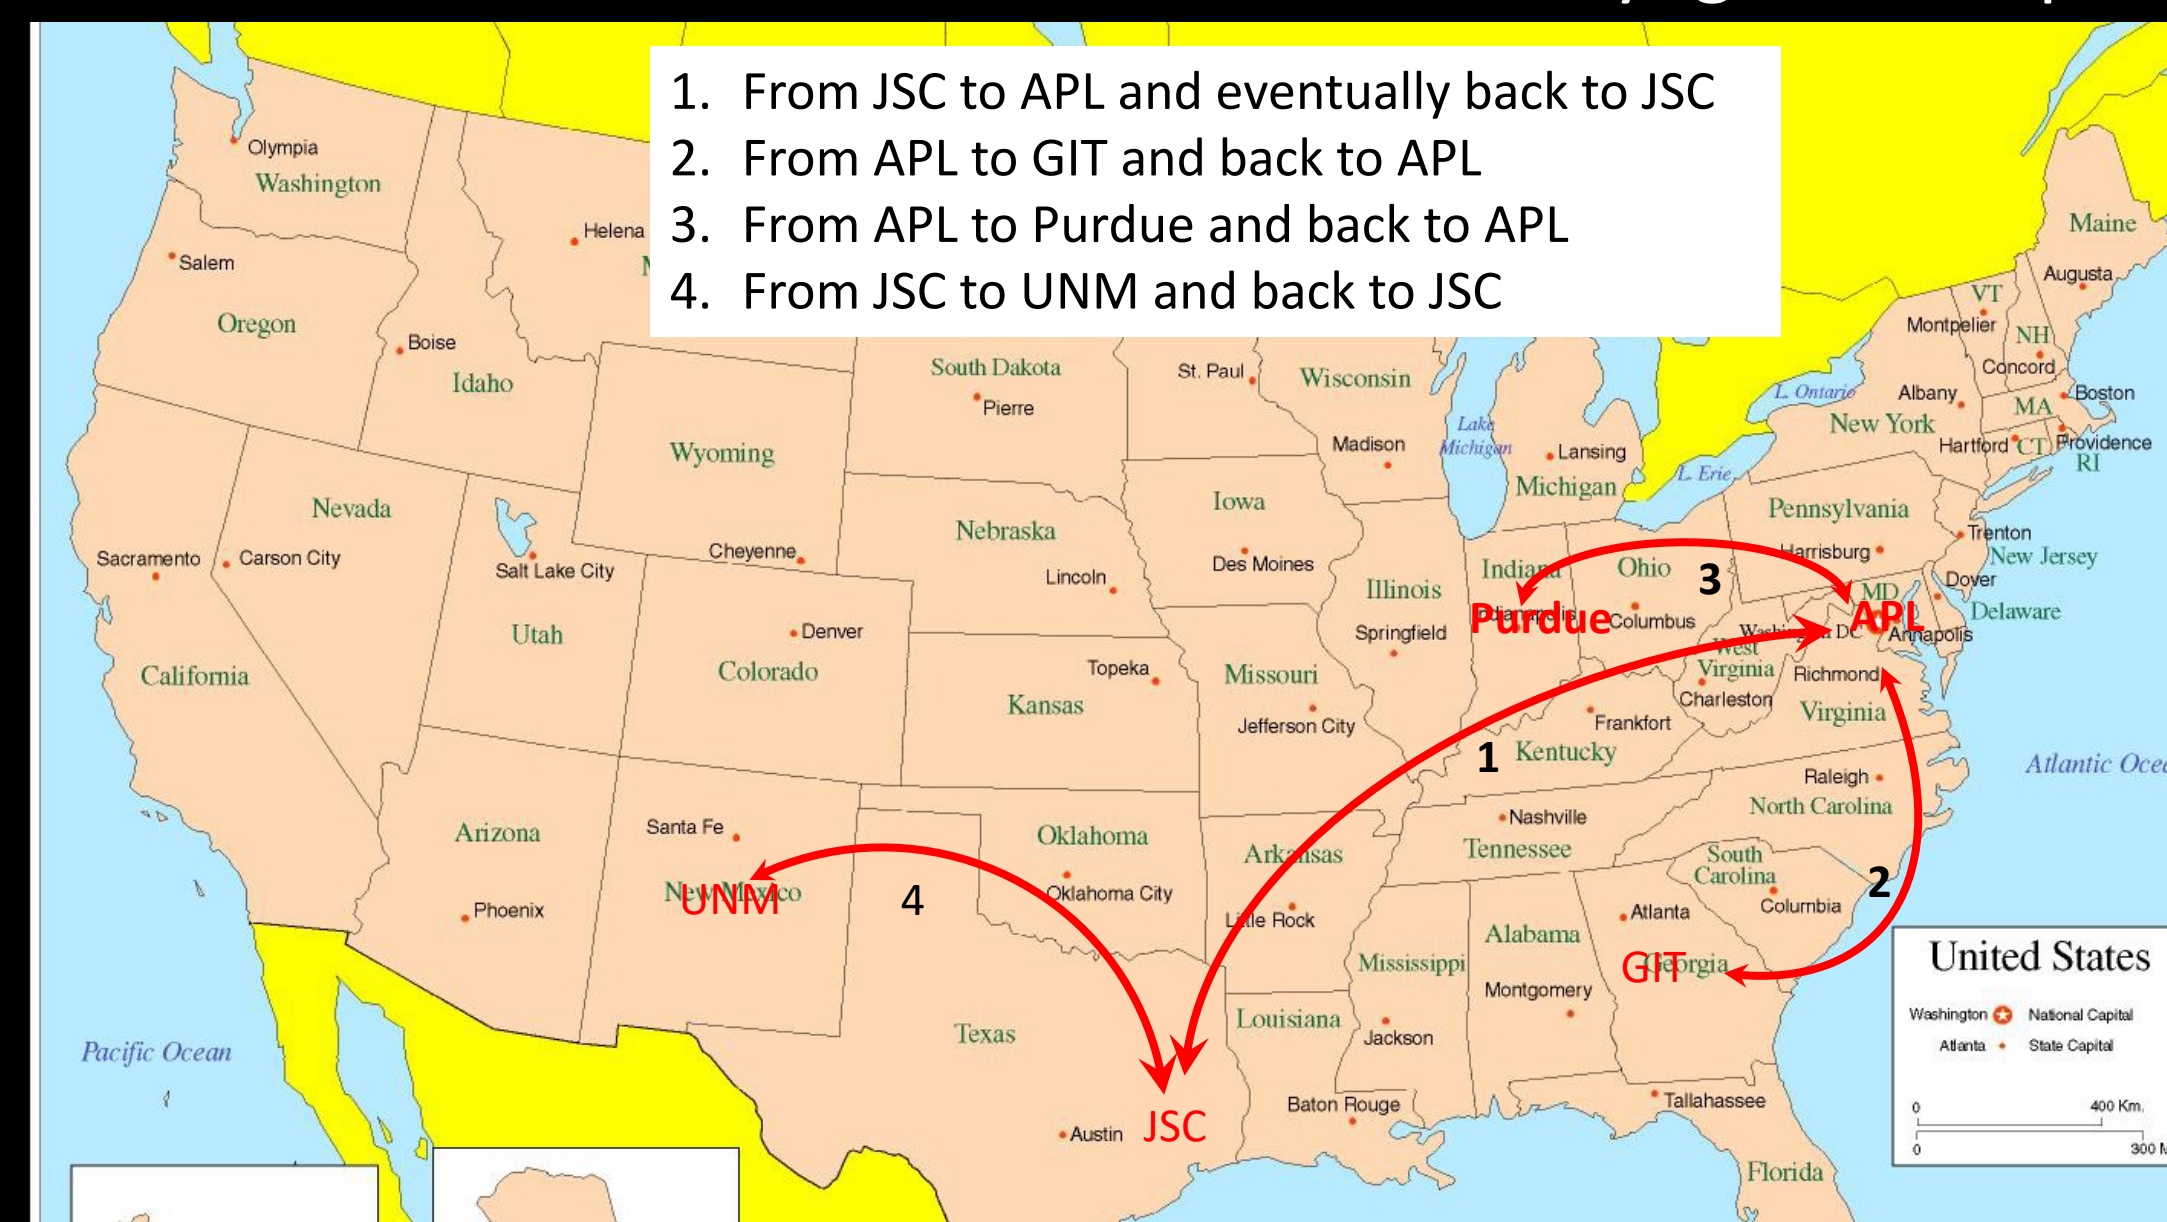 1. From JSC to APL and eventually back to JSC
2. From APL to GIT and back to APL
3. From APL to Purdue and back to APL
4. From JSC to UNM and back to JSC
Olympia
Washington
Helena
Maine
Salem
Augusta
VT
Oregon
Montpelier
NH
Boise
Concord
Idaho
South Dakota
St. Paul
Wisconsin
Pierre
L. Ontario
Albany
Boston
MA
New York
Wyoming
Lake
Michigan
Madison
Lansing
Hartford
CT
Providence
RI
L. Erie
Michigan
Nevada
Iowa
Pennsylvania
Nebraska
Trenton
Sacramento
Carson City
Cheyenne
Salt Lake City
Lincoln
Des Moines
Harrisburg
New Jersey
Indiana
Ohio
3
Dover
Illinois
MD
Delaware
Purdue
Indianapolis
Columbus
APL
Utah
Denver
Springfield
Washington DC
Annapolis
California
Colorado
Topeka
Missouri
West
Virginia
Richmond
Kansas
Charleston
Virginia
Jefferson City
Frankfort
1
Kentucky
Atlantic
Raleigh
North Carolina
Arizona
Santa Fe
Oklahoma
Nashville
Tennessee
Arkansas
South
Carolina
New Mexico
UNM
4
Oklahoma City
2
Phoenix
Little Rock
Atlanta
Columbia
Alabama
Mississippi
GIT
Georgia
United States
Montgomery
Texas
Louisiana
Jackson
Washington
National Capital
Atlanta
State Capital
Pacific Ocean
Baton Rouge
Tallahassee
0
400 Km.
Austin
JSC
0
300
Florida